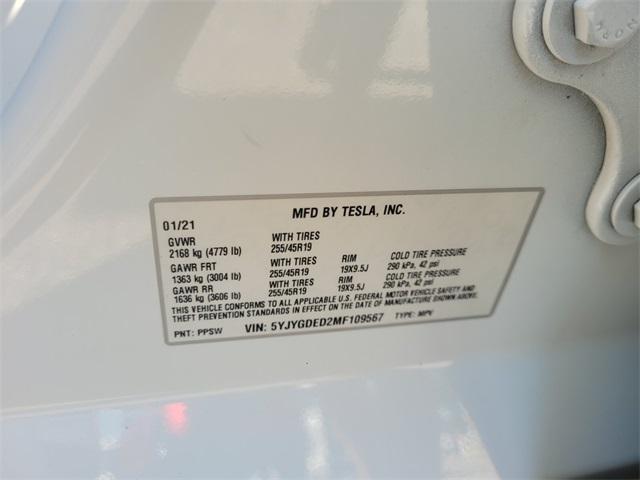 MFD BY TESLA, INC.
01/21
GVWR WITH TIRES
2168 kg (4779 lb) 255/45R19
GAWR FRT WITH TIRES RIM COLD TIRE PRESSURE
1363 kg (3004 lb) 255/45R19 19X9.5J 290 kPa, 42 psi
GAWR RR WITH TIRES RIM COLD TIRE PRESSURE
1636 kg (3606 lb) 255/45R19 19X9.5J 290 kPa, 42 psi
THIS VEHICLE CONFORMS TO ALL APPLICABLE U.S. FEDERAL MOTOR VEHICLE SAFETY AND
THEFT PREVENTION STANDARDS IN EFFECT ON THE DATE OF MANUFACTURE SHOWN ABOVE.
PNT: PPSW VIN: 5YJYGDED2MF109567 TYPE: MPV